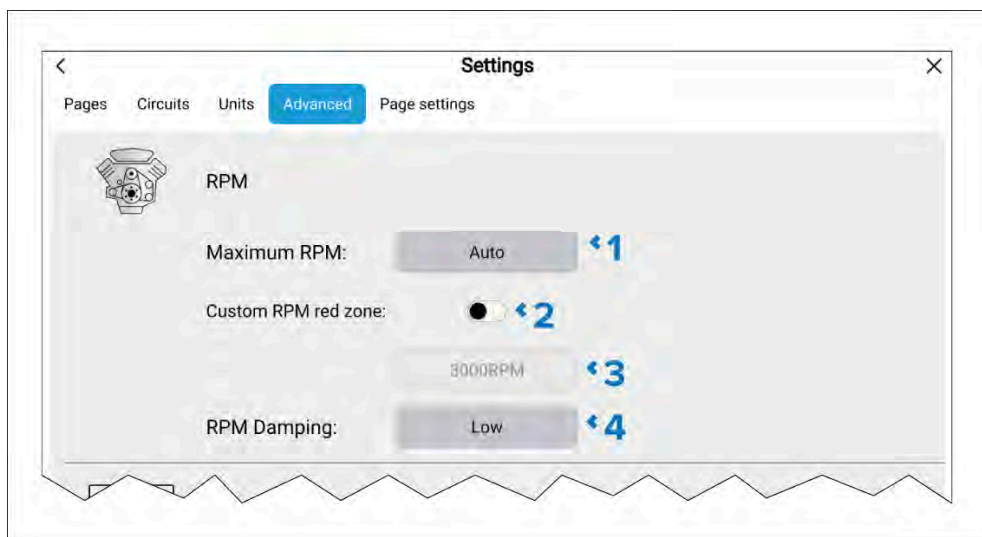 Settings
Pages Circuits Units Advanced Page settings
RPM
Maximum RPM: Auto 1
Custom RPM red zone: 2
3000RPM 3
RPM Damping: Low 4